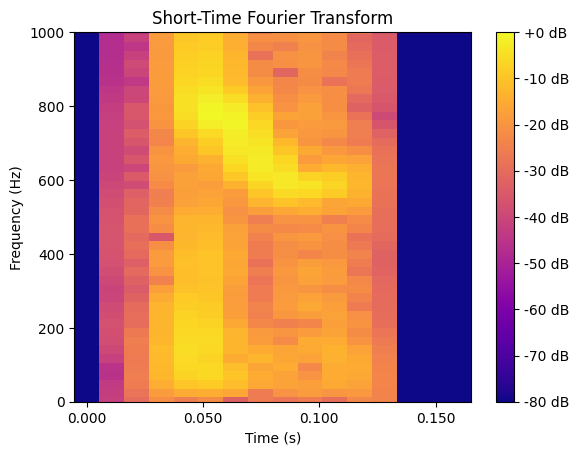 Short-Time Fourier Transform
1000
800
600
400
200
0
Frequency (Hz)
0.000
0.050
0.100
0.150
Time (s)
+0 dB
-10 dB
-20 dB
-30 dB
-40 dB
-50 dB
-60 dB
-70 dB
-80 dB